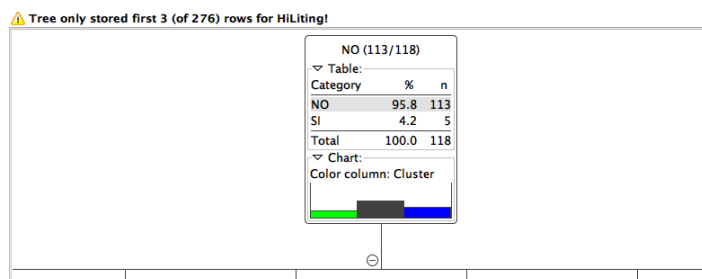 Tree only stored first 3 (of 276) rows for HiLiting!
NO (113/118)
Table:
Category % n
NO 95.8 113
SI 4.2 5
Total 100.0 118
Chart:
Color column: Cluster